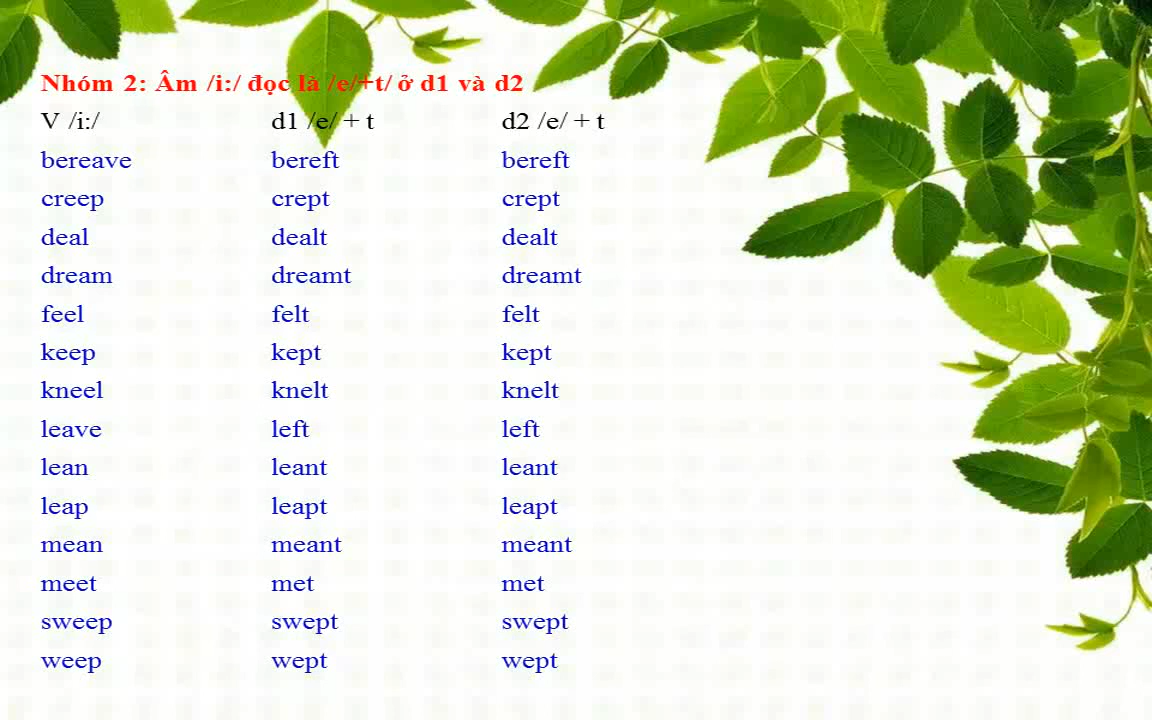 Nhóm 2: Âm /i:/ đọc là /e/+t/ ở d1 và d2
V /i:/ d1 /e/ + t d2 /e/ + t
bereave bereft bereft
creep crept crept
deal dealt dealt
dream dreamt dreamt
feel felt felt
keep kept kept
kneel knelt knelt
leave left left
lean leant leant
leap leapt leapt
mean meant meant
meet met met
sweep swept swept
weep wept wept